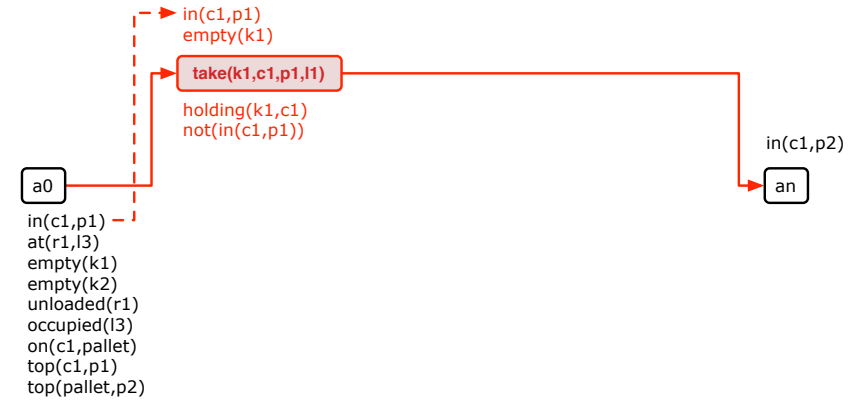 in(c1,p1)
empty(k1)
take(k1,c1,p1,l1)
holding(k1,c1)
not(in(c1,p1))
in(c1,p2)
a0
an
in(c1,p1)
at(r1,l3)
empty(k1)
empty(k2)
unloaded(r1)
occupied(l3)
on(c1,pallet)
top(c1,p1)
top(pallet,p2)